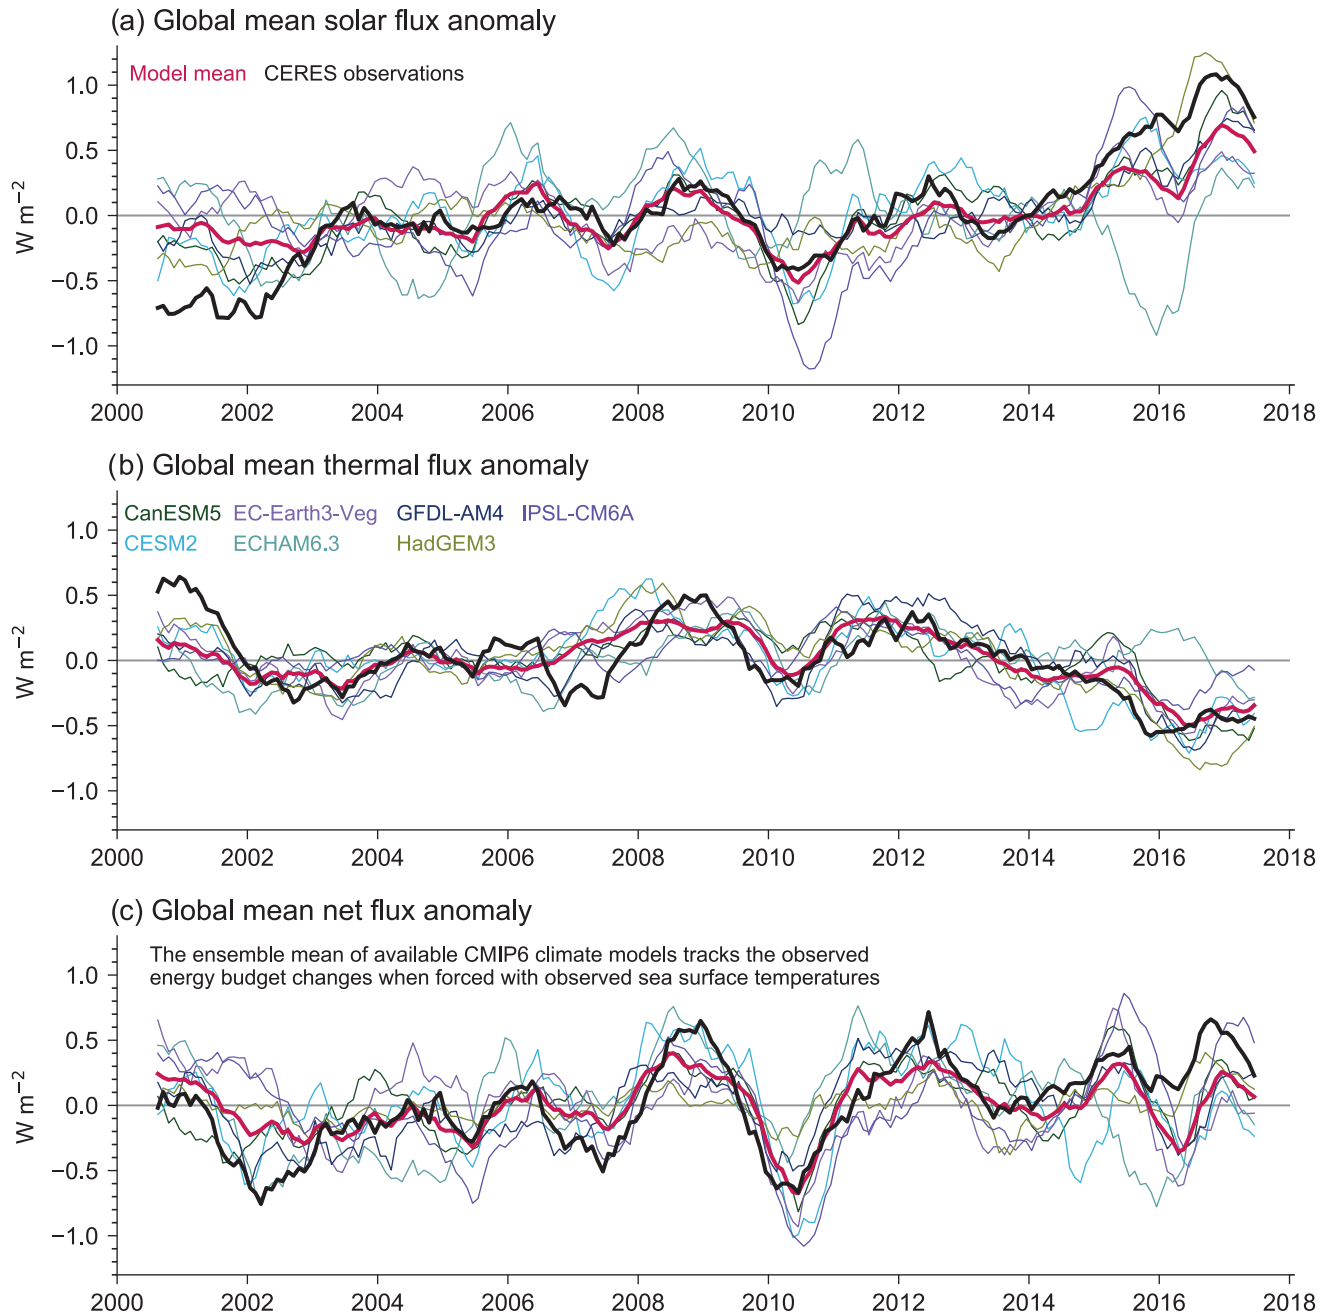 (a) Global mean solar flux anomaly
Model mean CERES observations
1.0
0.5
0.0
−0.5
−1.0
W m−2
2000 2002 2004 2006 2008 2010 2012 2014 2016 2018
(b) Global mean thermal flux anomaly
CanESM5 EC-Earth3-Veg GFDL-AM4 IPSL-CM6A
CESM2 ECHAM6.3 HadGEM3
1.0
0.5
0.0
−0.5
−1.0
W m−2
2000 2002 2004 2006 2008 2010 2012 2014 2016 2018
(c) Global mean net flux anomaly
The ensemble mean of available CMIP6 climate models tracks the observed
energy budget changes when forced with observed sea surface temperatures
1.0
0.5
0.0
−0.5
−1.0
W m−2
2000 2002 2004 2006 2008 2010 2012 2014 2016 2018